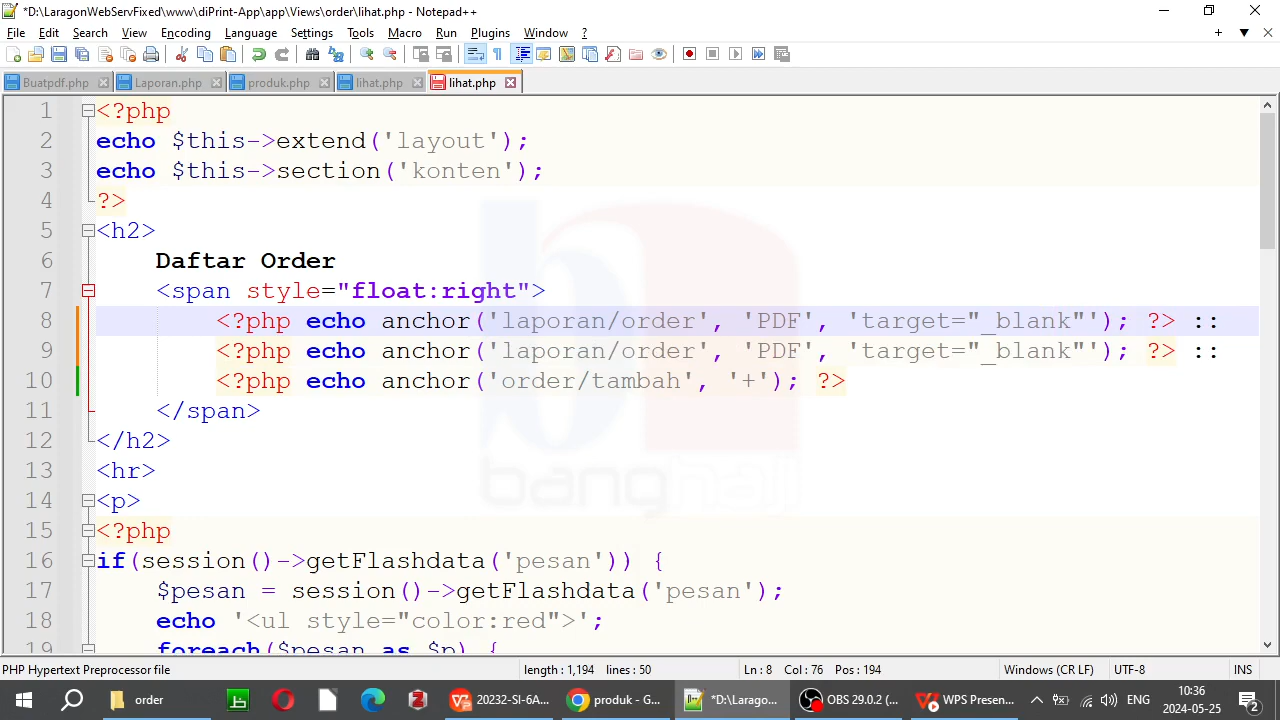 *D:\LaragonWebServFixed\www\diPrint-App\app\Views\order\lihat.php - Notepad++
File Edit Search View Encoding Language Settings Tools Macro Run Plugins Window ?
Buatpdf.php Laporan.php produk.php lihat.php lihat.php
1 <?php
2 echo $this->extend('layout');
3 echo $this->section('konten');
4 ?>
5 <h2>
6 Daftar Order
7 <span style="float:right">
8 <?php echo anchor('laporan/order', 'PDF', 'target="_blank"'); ?> ::
9 <?php echo anchor('laporan/order', 'PDF', 'target="_blank"'); ?> ::
10 <?php echo anchor('order/tambah', '+'); ?>
11 </span>
12 </h2>
13 <hr>
14 <p>
15 <?php
16 if(session()->getFlashdata('pesan')) {
17 $pesan = session()->getFlashdata('pesan');
18 echo '<ul style="color:red">';
19 foreach($pesan as $p) {
bangnall
PHP Hypertext Preprocessor file length : 1,194 lines : 50 Ln : 8 Col : 76 Pos : 194 Windows (CR LF) UTF-8 INS
order 20232-SI-6A... produk - G... *D:\Larago... OBS 29.0.2 (... WPS Presen... ENG 10:36
2024-05-25 2